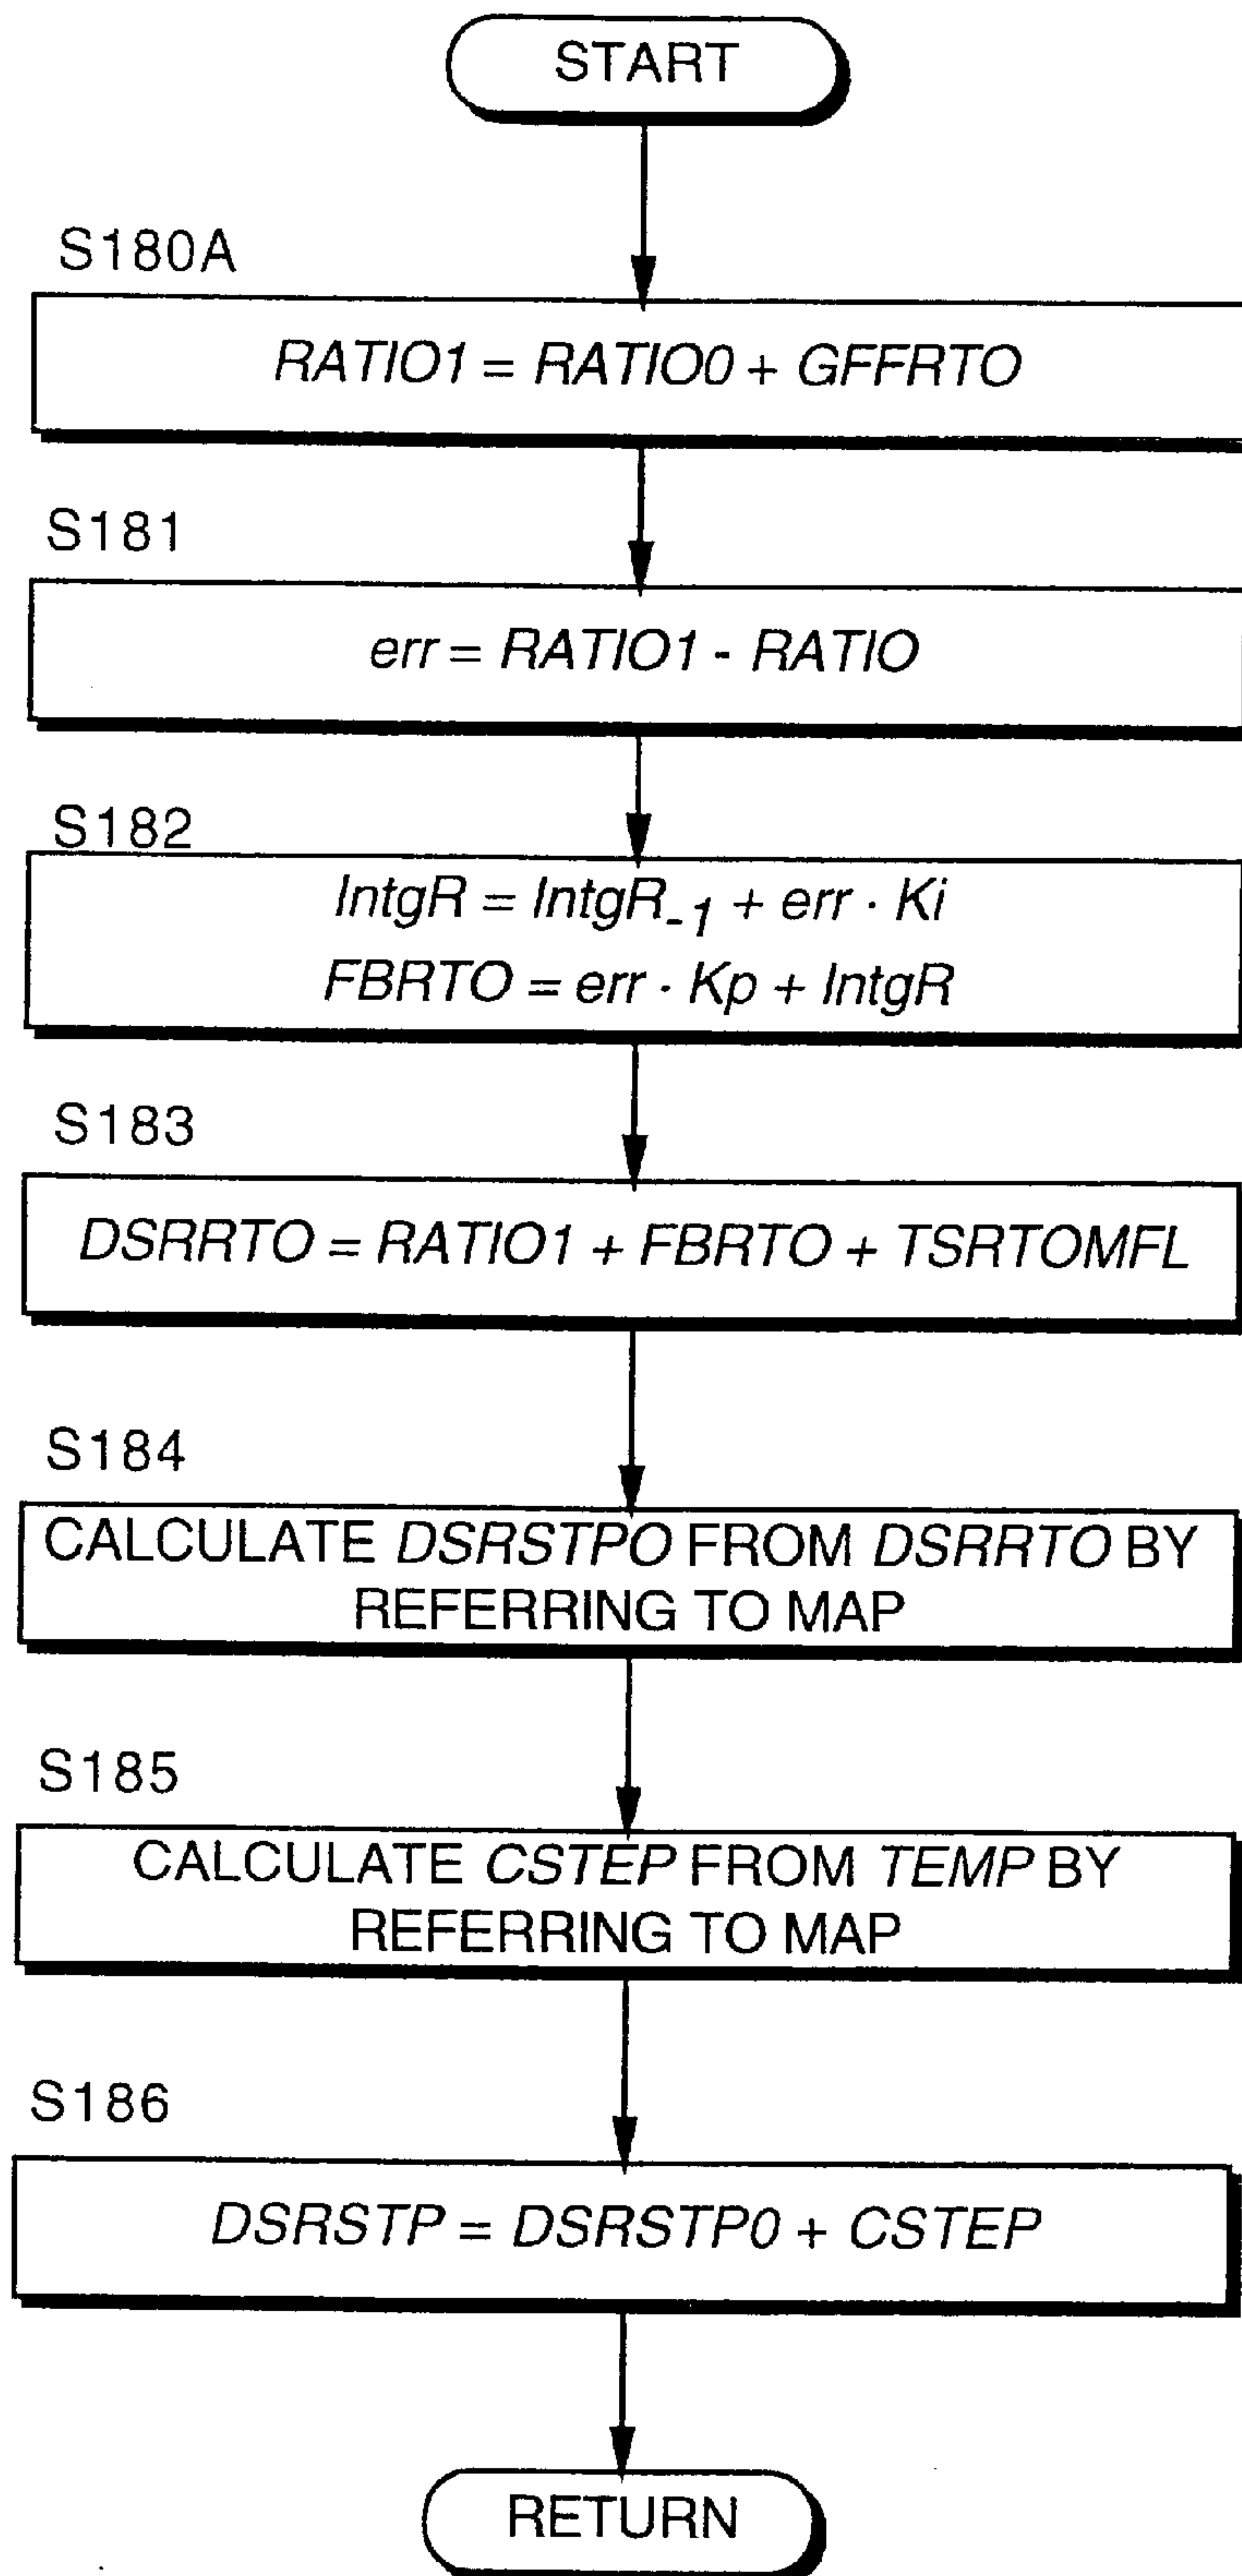 START
S180A
RATIO1 = RATIO0 + GFFRTO
S181
err = RATIO1 - RATIO
S182
IntgR = IntgR-1 + err · Ki
FBRTO = err · Kp + IntgR
S183
DSRRTO = RATIO1 + FBRTO + TSRTOMFL
S184
CALCULATE DSRSTPO FROM DSRRTO BY
REFERRING TO MAP
S185
CALCULATE CSTEP FROM TEMP BY
REFERRING TO MAP
S186
DSRSTP = DSRSTP0 + CSTEP
RETURN